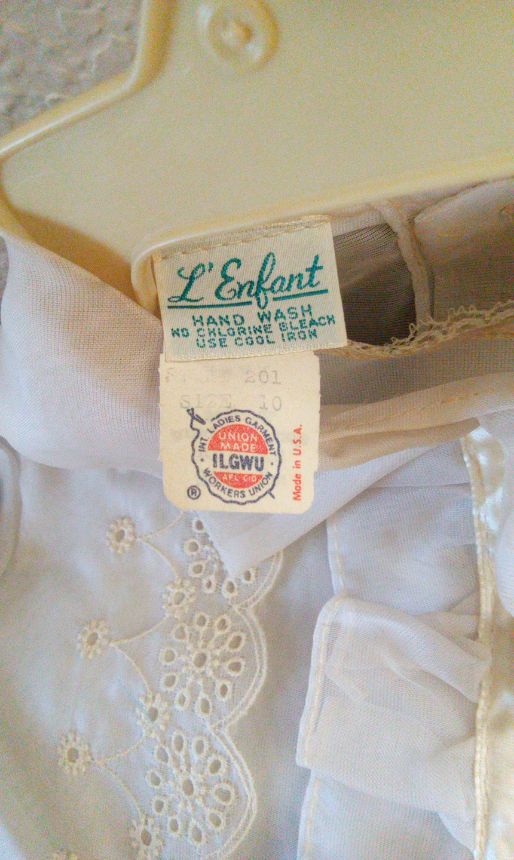 L'Enfant
HAND WASH
NO CHLORINE BLEACH
USE COOL IRON
201
SIZE 10
INT. LADIES GARMENT
WORKERS UNION
UNION
MADE
ILGWU
AFL CIO
®
Made in U.S.A.